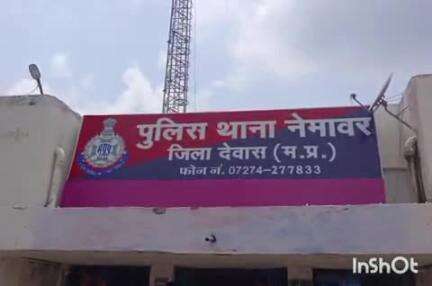 पुलिस थाना नेमावर
जिला देवास (म.प्र.)
फोन नं. 07274-277833
InShOt